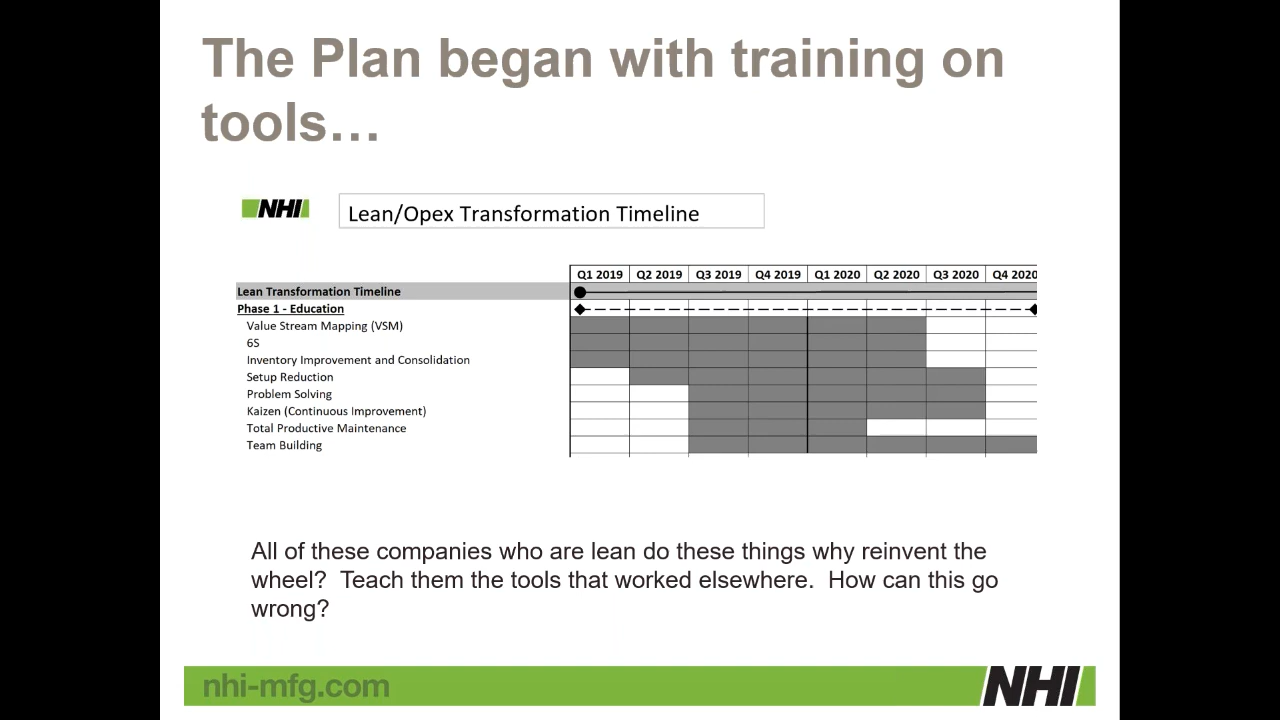 The Plan began with training on
tools…
NHI
Lean/Opex Transformation Timeline
Q1 2019 Q2 2019 Q3 2019 Q4 2019 Q1 2020 Q2 2020 Q3 2020 Q4 2020
Lean Transformation Timeline
Phase 1 - Education
Value Stream Mapping (VSM)
6S
Inventory Improvement and Consolidation
Setup Reduction
Problem Solving
Kaizen (Continuous Improvement)
Total Productive Maintenance
Team Building
All of these companies who are lean do these things why reinvent the
wheel?  Teach them the tools that worked elsewhere.  How can this go
wrong?
nhi-mfg.com
NHI